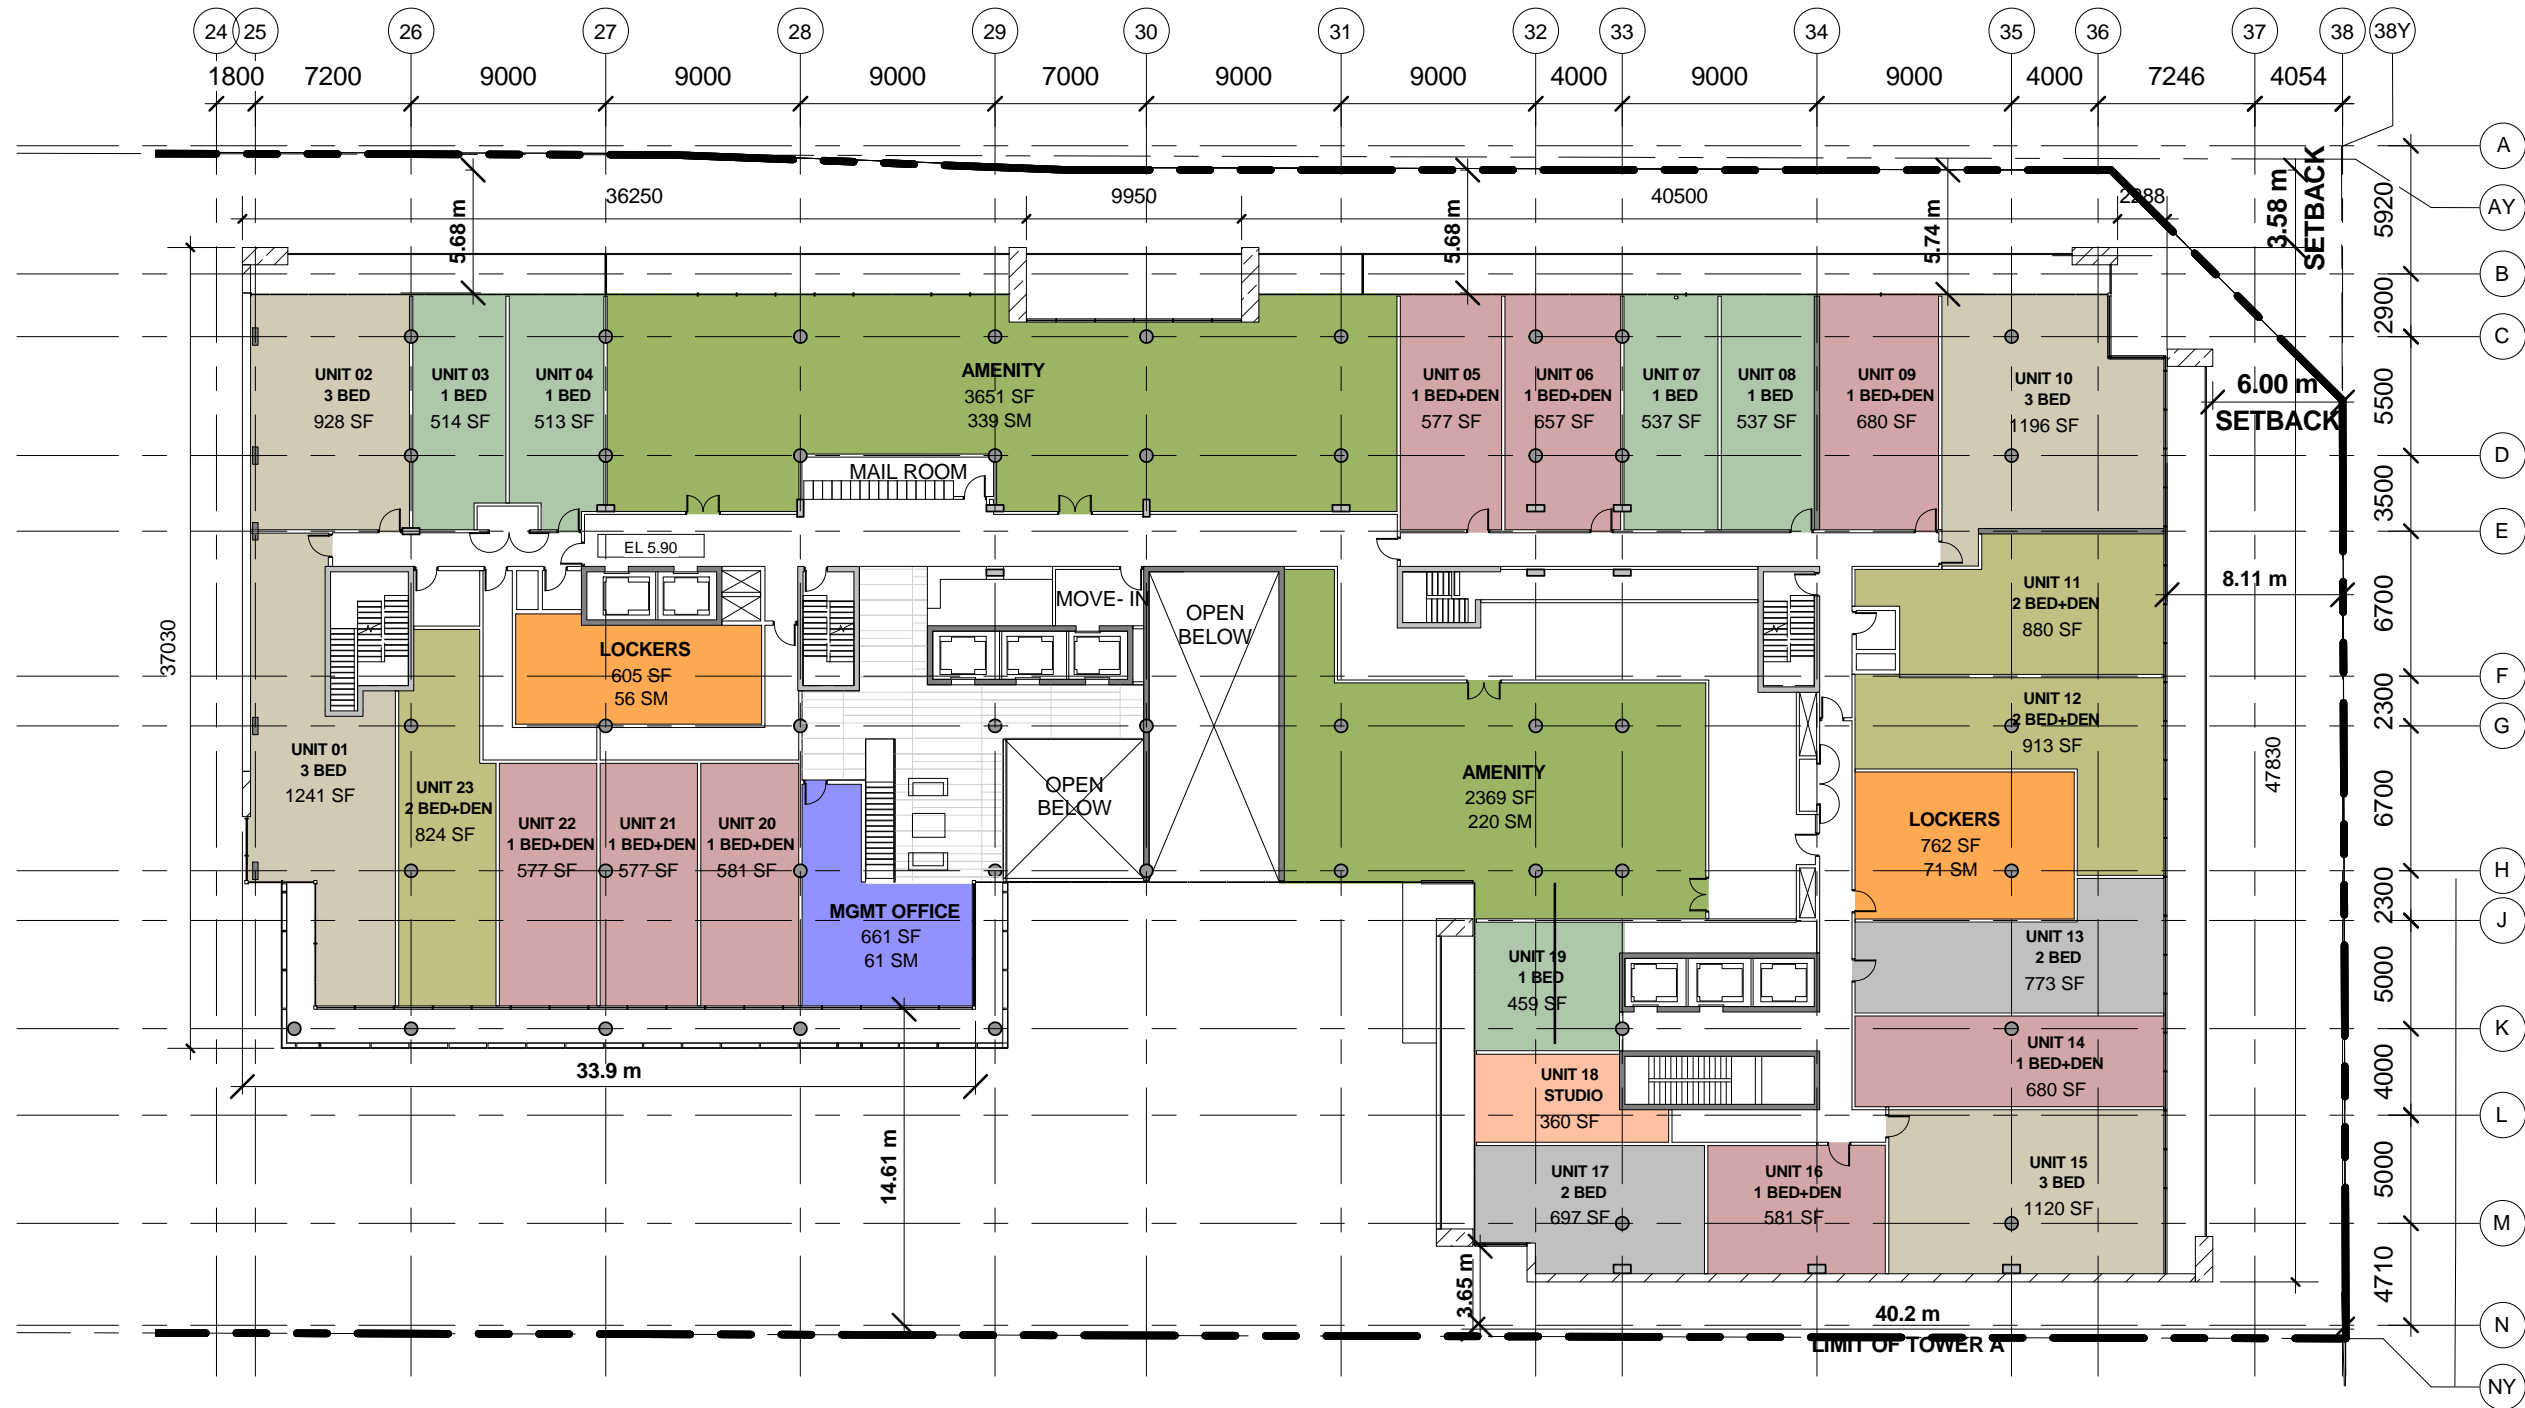 24 25 26 27 28 29 30 31 32 33 34 35 36 37 38 38Y
1800 7200 9000 9000 9000 7000 9000 9000 4000 9000 9000 4000 7246 4054
A
AY
B
C
D
E
F
G
H
J
K
L
M
N
NY
5920
2900
5500
3500
6700
2300
6700
2300
5000
4000
5000
4710
36250 9950 40500 2288
5.68 m
5.68 m
5.74 m
3.58 m
SETBACK
6.00 m
SETBACK
8.11 m
37030
47830
UNIT 02
3 BED
928 SF
UNIT 03
1 BED
514 SF
UNIT 04
1 BED
513 SF
AMENITY
3651 SF
339 SM
MAIL ROOM
UNIT 05
1 BED+DEN
577 SF
UNIT 06
1 BED+DEN
657 SF
UNIT 07
1 BED
537 SF
UNIT 08
1 BED
537 SF
UNIT 09
1 BED+DEN
680 SF
UNIT 10
3 BED
1196 SF
EL 5.90
MOVE- IN
OPEN
BELOW
LOCKERS
605 SF
56 SM
UNIT 11
2 BED+DEN
880 SF
UNIT 12
2 BED+DEN
913 SF
UNIT 01
3 BED
1241 SF
UNIT 23
2 BED+DEN
824 SF
UNIT 22
1 BED+DEN
577 SF
UNIT 21
1 BED+DEN
577 SF
UNIT 20
1 BED+DEN
581 SF
OPEN
BELOW
AMENITY
2369 SF
220 SM
LOCKERS
762 SF
71 SM
MGMT OFFICE
661 SF
61 SM
UNIT 19
1 BED
459 SF
UNIT 13
2 BED
773 SF
UNIT 14
1 BED+DEN
680 SF
UNIT 18
STUDIO
360 SF
UNIT 17
2 BED
697 SF
UNIT 16
1 BED+DEN
581 SF
UNIT 15
3 BED
1120 SF
33.9 m
14.61 m
3.65 m
40.2 m
LIMIT OF TOWER A